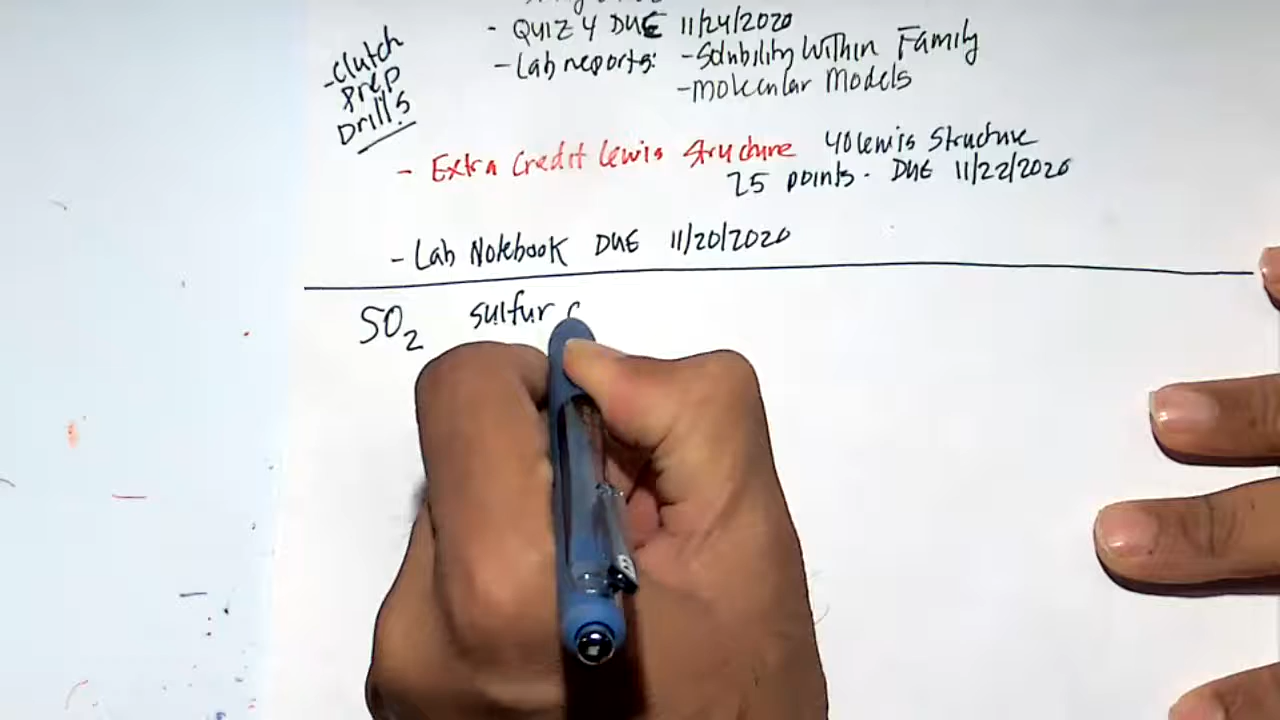 - Quiz 4 DUE 11/24/2020
- Lab reports: - Solubility Within Family
- Molecular Models
- Clutch
Prep
Drills
- Extra Credit Lewis Structure 40 lewis Structure
25 points. DUE 11/22/2020
- Lab Notebook DUE 11/20/2020
SO2 sulfur